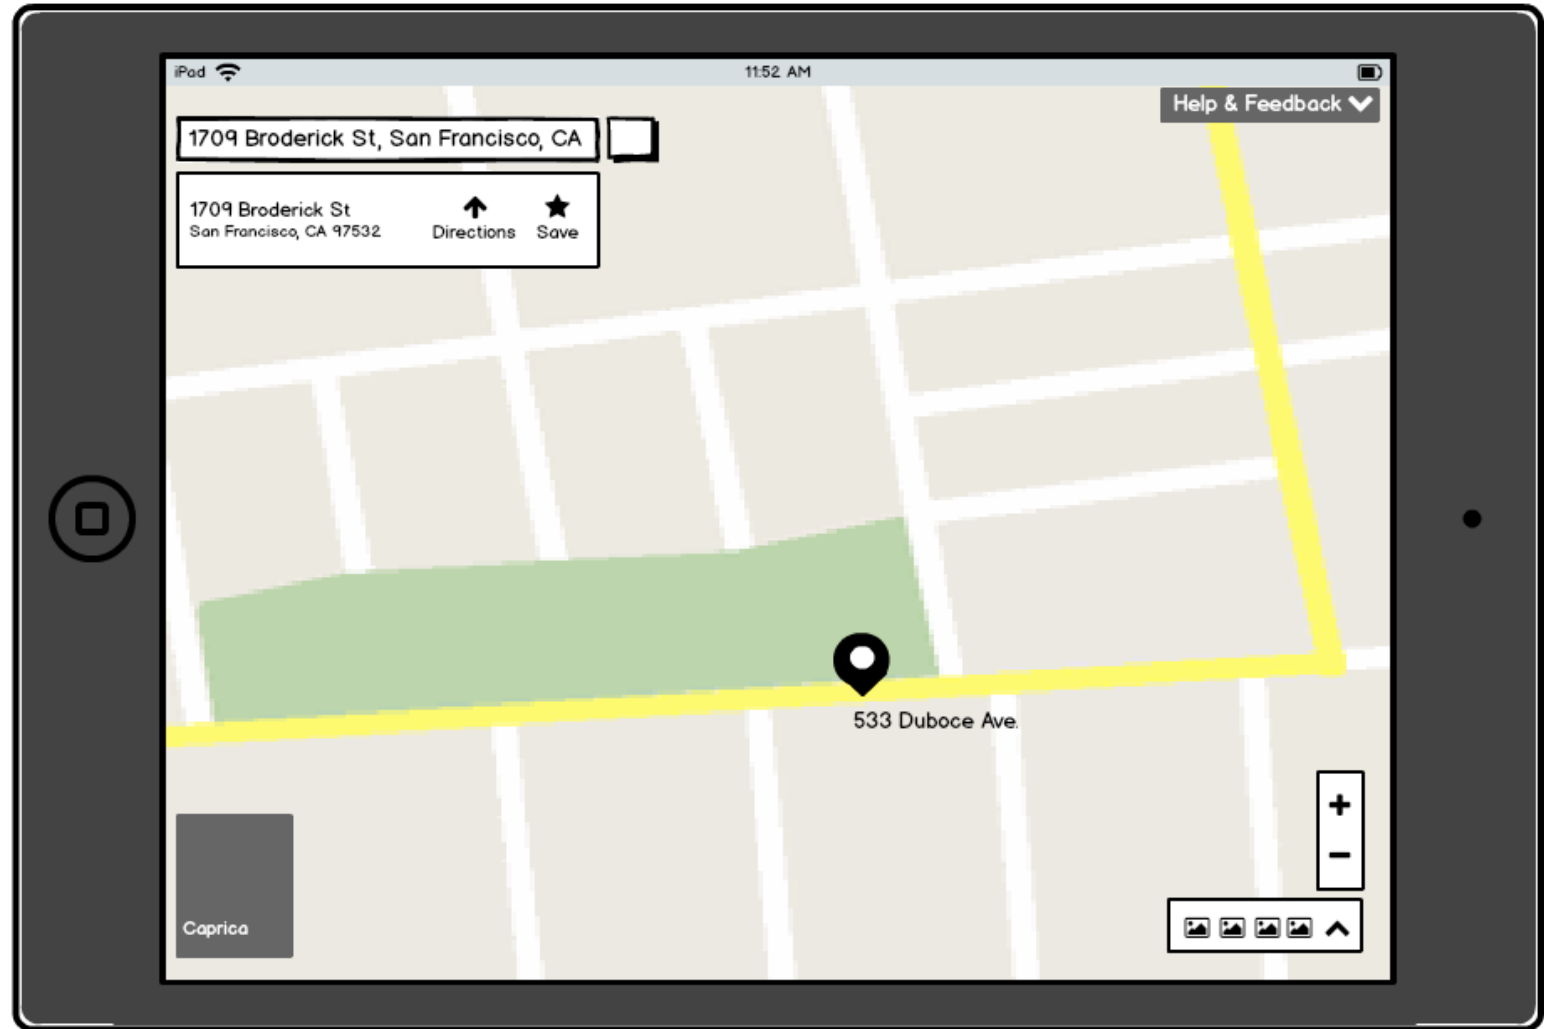 iPad
11:52 AM
Help & Feedback
1709 Broderick St, San Francisco, CA
1709 Broderick St
San Francisco, CA 97532
Directions
Save
533 Duboce Ave.
+
−
Caprica